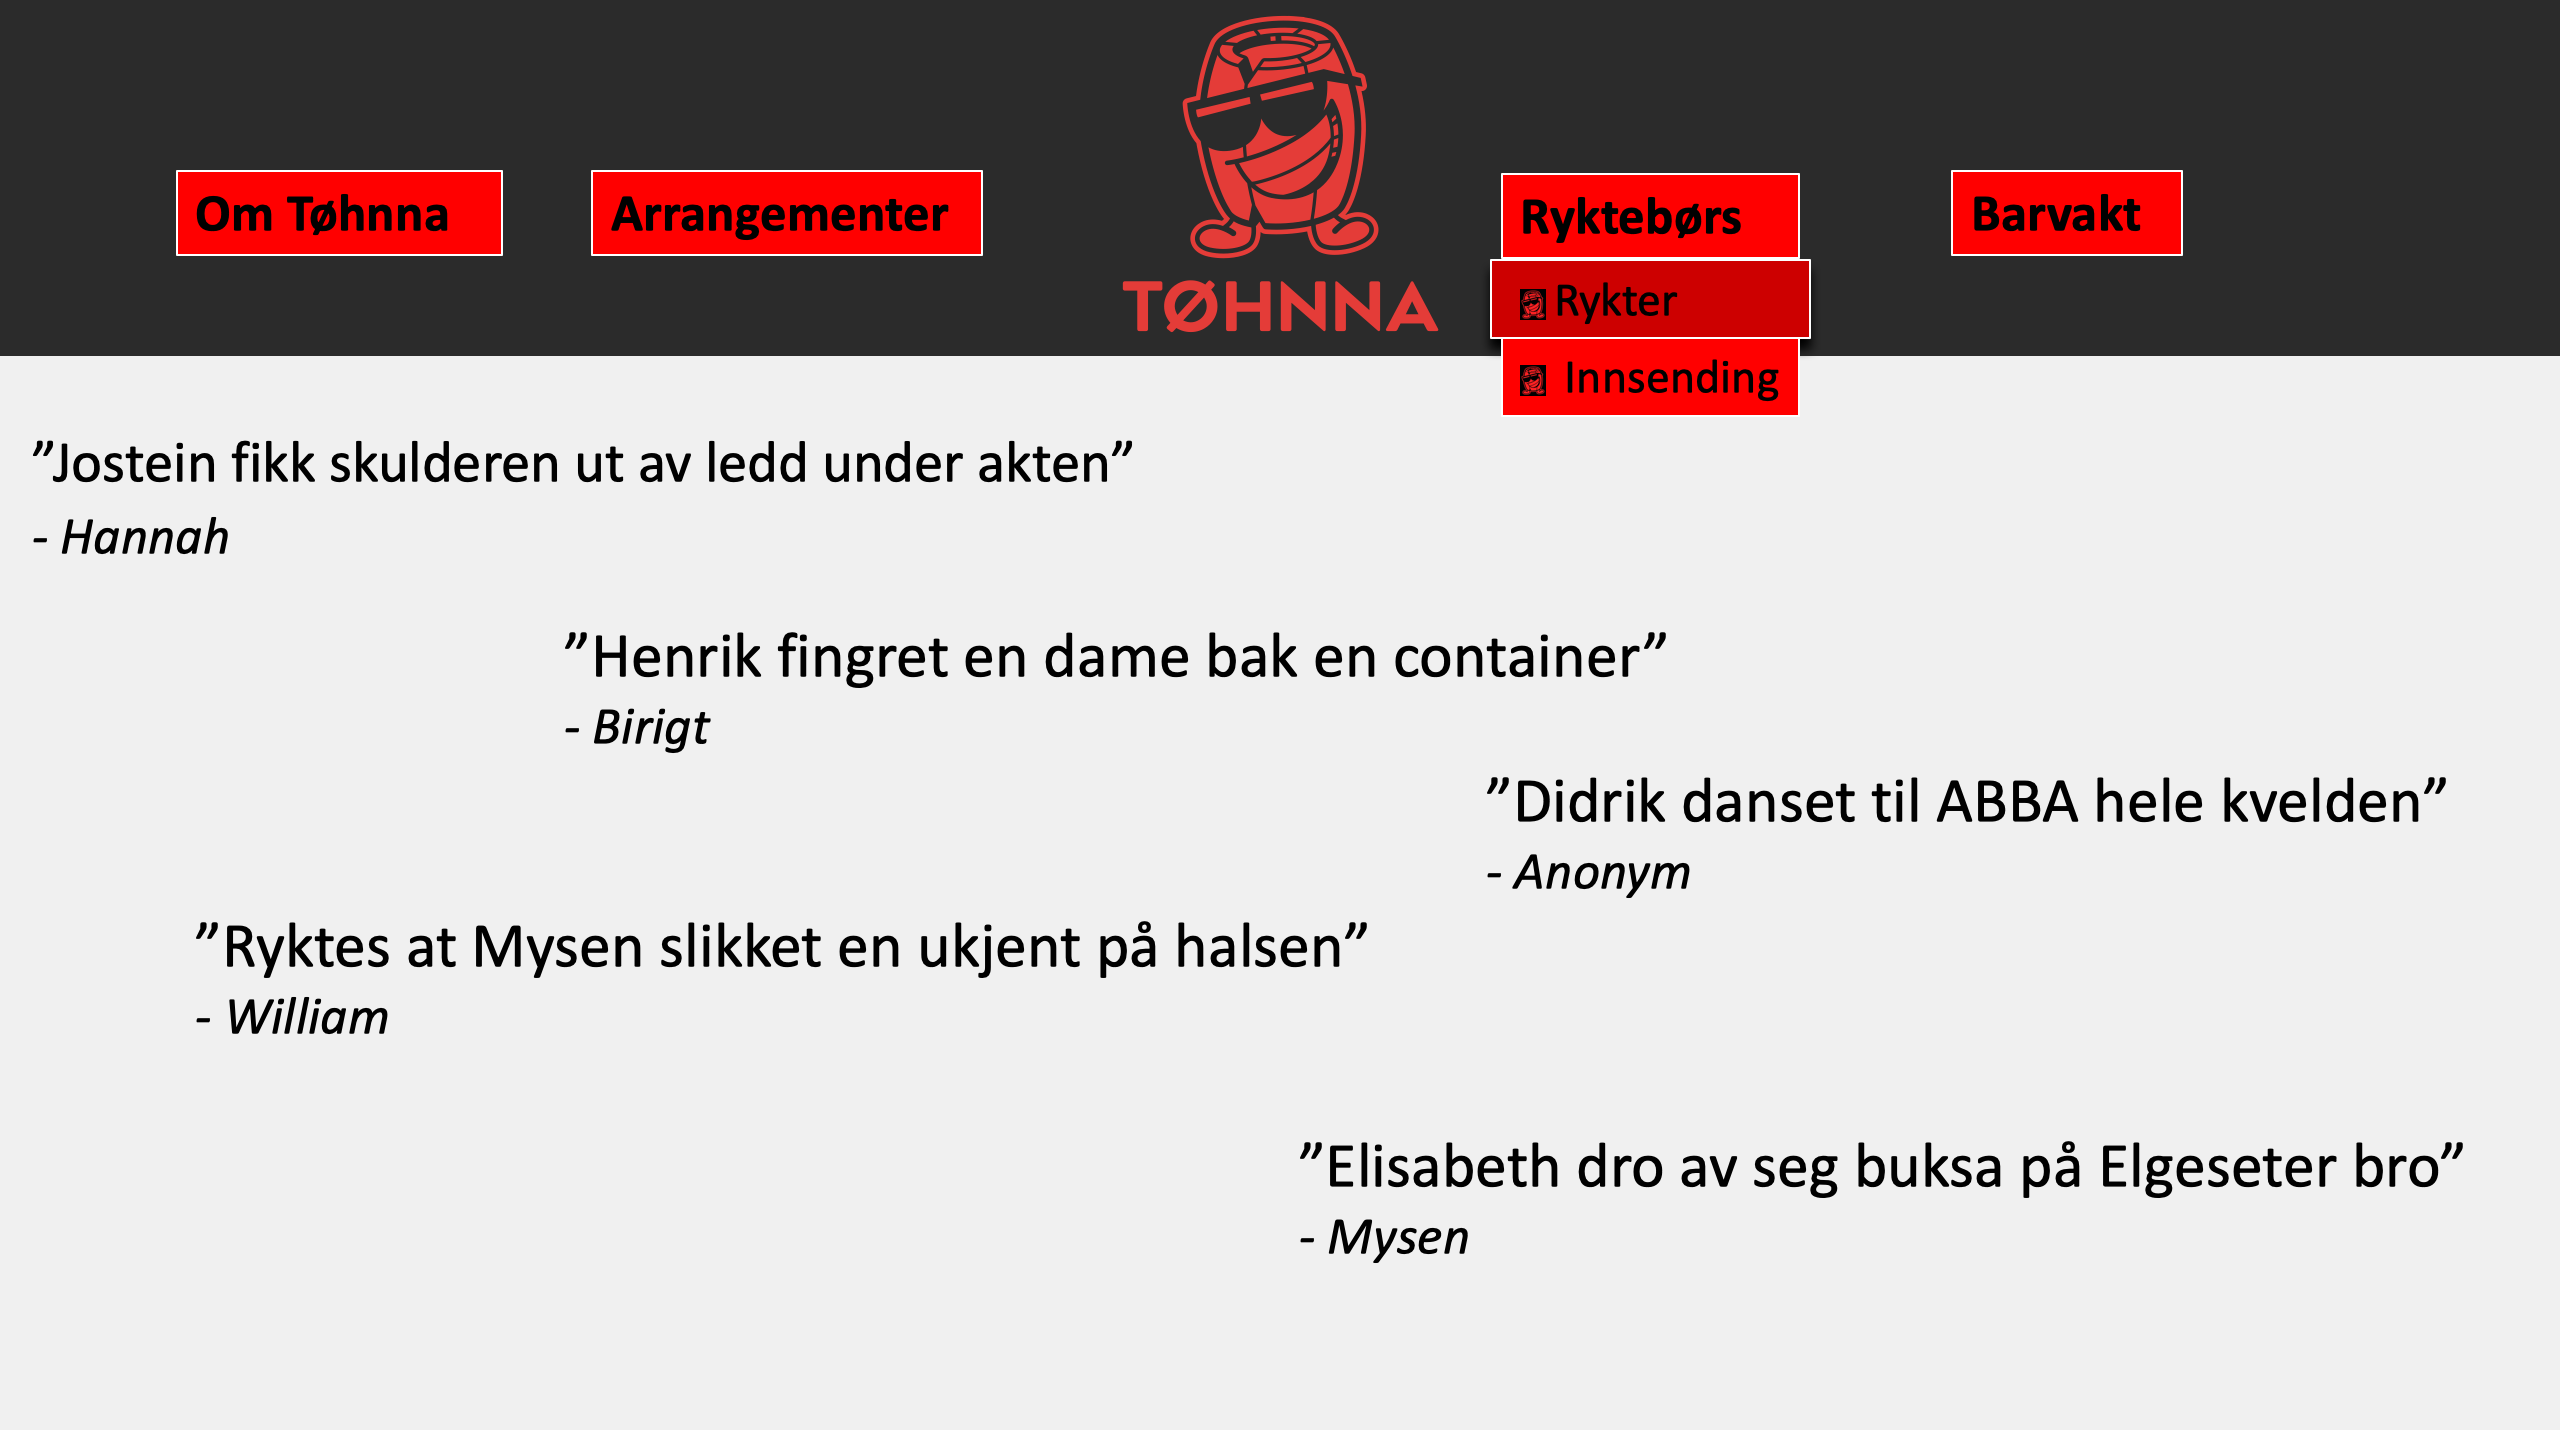 Om Tøhnna
Arrangementer
TØHNNA
Ryktebørs
Rykter
Innsending
Barvakt
”Jostein fikk skulderen ut av ledd under akten”
- Hannah
”Henrik fingret en dame bak en container”
- Birigt
”Didrik danset til ABBA hele kvelden”
- Anonym
”Ryktes at Mysen slikket en ukjent på halsen”
- William
”Elisabeth dro av seg buksa på Elgeseter bro”
- Mysen